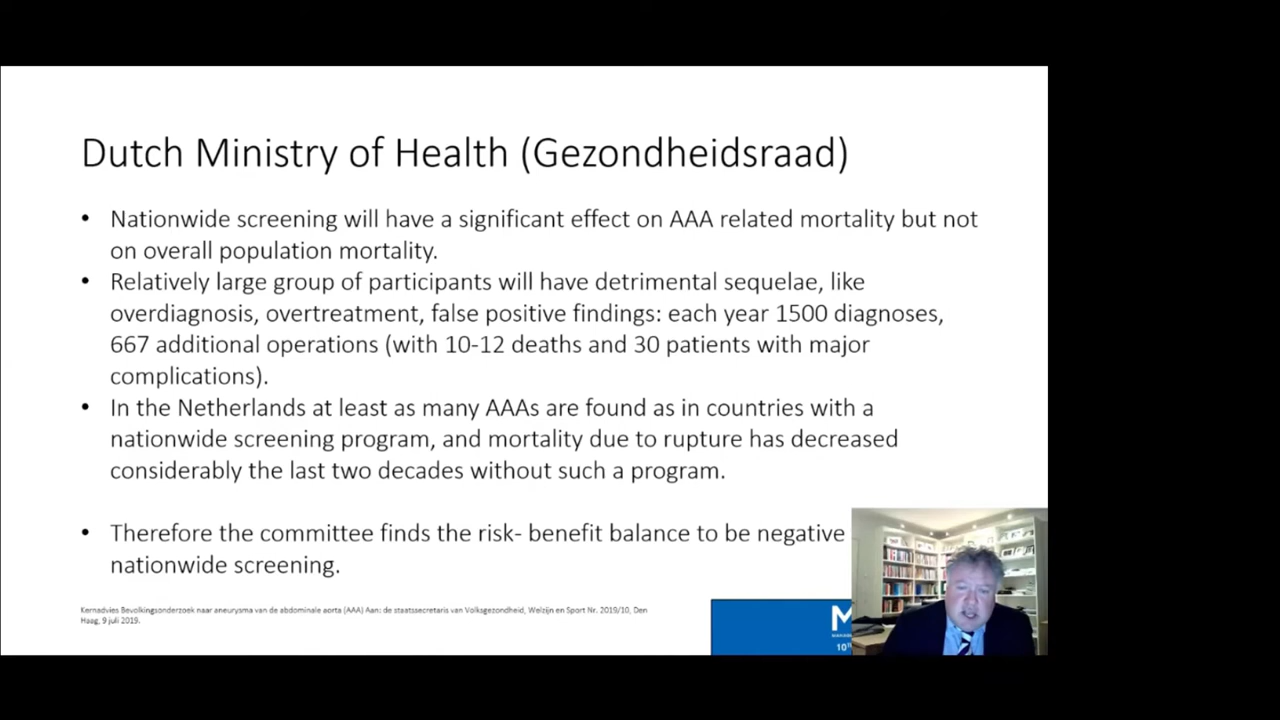 Dutch Ministry of Health (Gezondheidsraad)
• Nationwide screening will have a significant effect on AAA related mortality but not
on overall population mortality.
• Relatively large group of participants will have detrimental sequelae, like
overdiagnosis, overtreatment, false positive findings: each year 1500 diagnoses,
667 additional operations (with 10-12 deaths and 30 patients with major
complications).
• In the Netherlands at least as many AAAs are found as in countries with a
nationwide screening program, and mortality due to rupture has decreased
considerably the last two decades without such a program.
• Therefore the committee finds the risk- benefit balance to be negative
nationwide screening.
Kernadvies Bevolkingsonderzoek naar aneurysma van de abdominale aorta (AAA) Aan: de staatssecretaris van Volksgezondheid, Welzijn en Sport Nr. 2019/10, Den
Haag, 9 juli 2019.
M